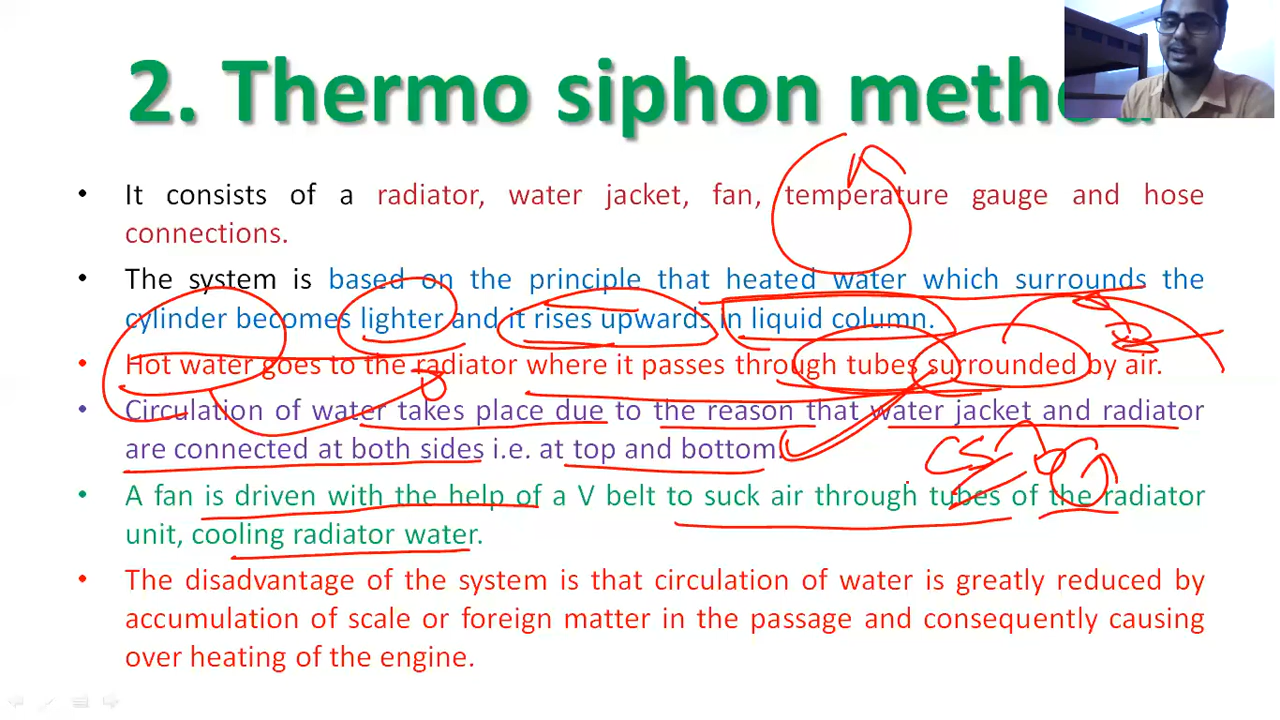 2. Thermo siphon method
• It consists of a radiator, water jacket, fan, temperature gauge and hose
connections.
• The system is based on the principle that heated water which surrounds the
cylinder becomes lighter and it rises upwards in liquid column.
• Hot water goes to the radiator where it passes through tubes surrounded by air.
• Circulation of water takes place due to the reason that water jacket and radiator
are connected at both sides i.e. at top and bottom.
• A fan is driven with the help of a V belt to suck air through tubes of the radiator
unit, cooling radiator water.
• The disadvantage of the system is that circulation of water is greatly reduced by
accumulation of scale or foreign matter in the passage and consequently causing
over heating of the engine.